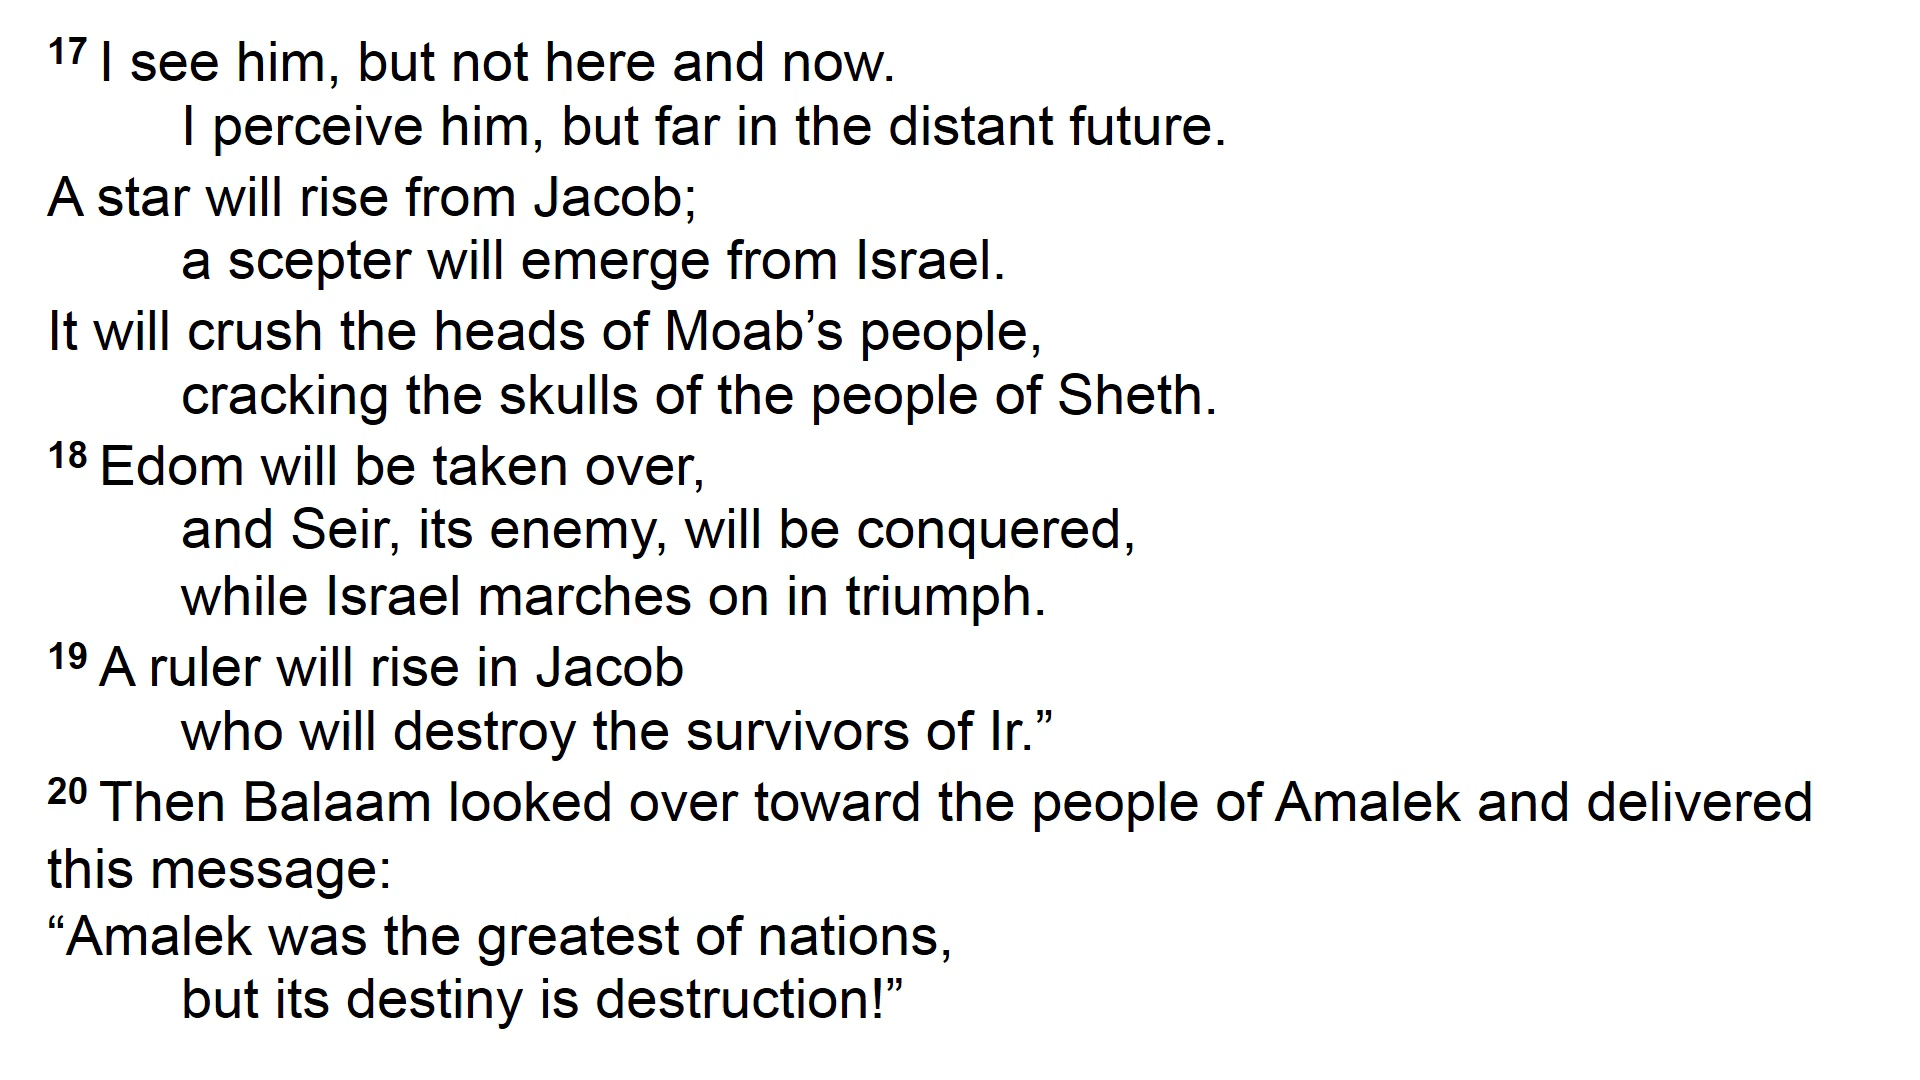 17 I see him, but not here and now.
I perceive him, but far in the distant future.
A star will rise from Jacob;
a scepter will emerge from Israel.
It will crush the heads of Moab’s people,
cracking the skulls of the people of Sheth.
18 Edom will be taken over,
and Seir, its enemy, will be conquered,
while Israel marches on in triumph.
19 A ruler will rise in Jacob
who will destroy the survivors of Ir.”
20 Then Balaam looked over toward the people of Amalek and delivered
this message:
“Amalek was the greatest of nations,
but its destiny is destruction!”